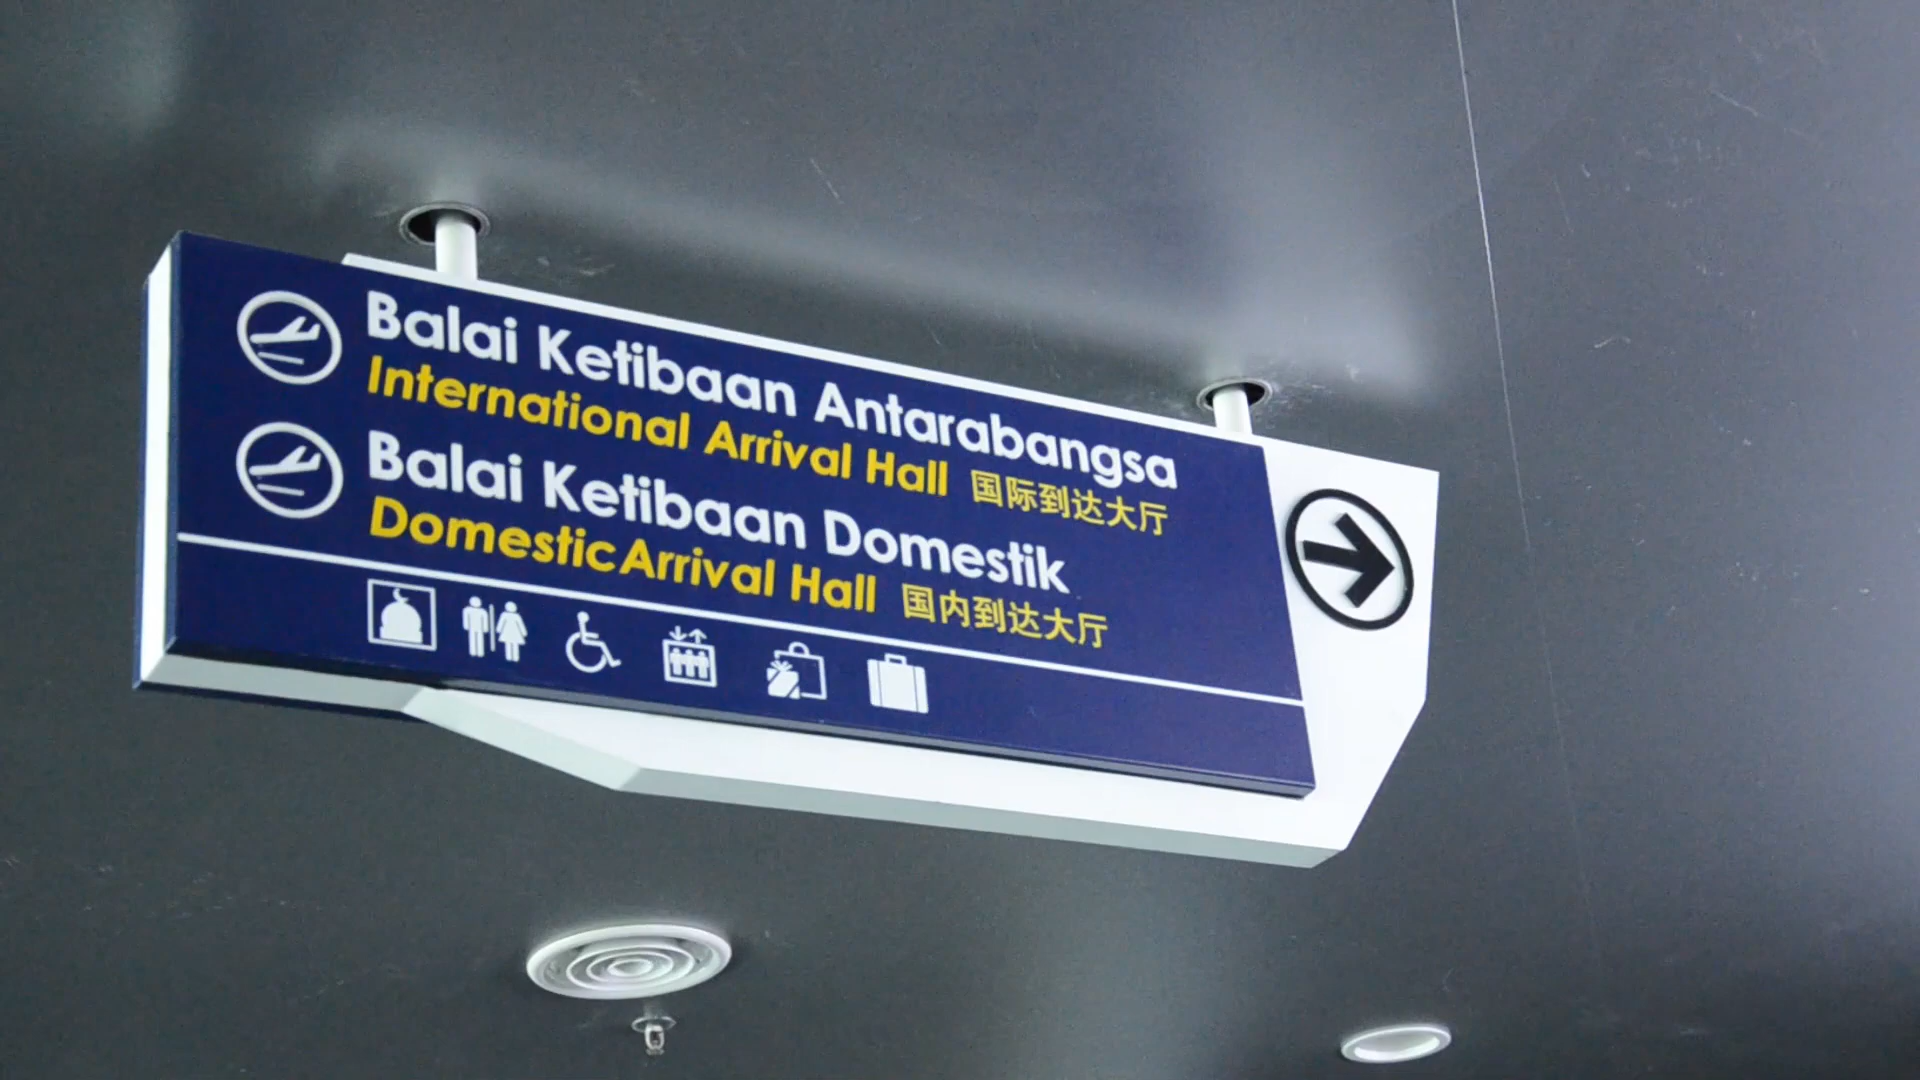 Balai Ketibaan Antarabangsa
International Arrival Hall 国际到达大厅
Balai Ketibaan Domestik
Domestic Arrival Hall 国内到达大厅